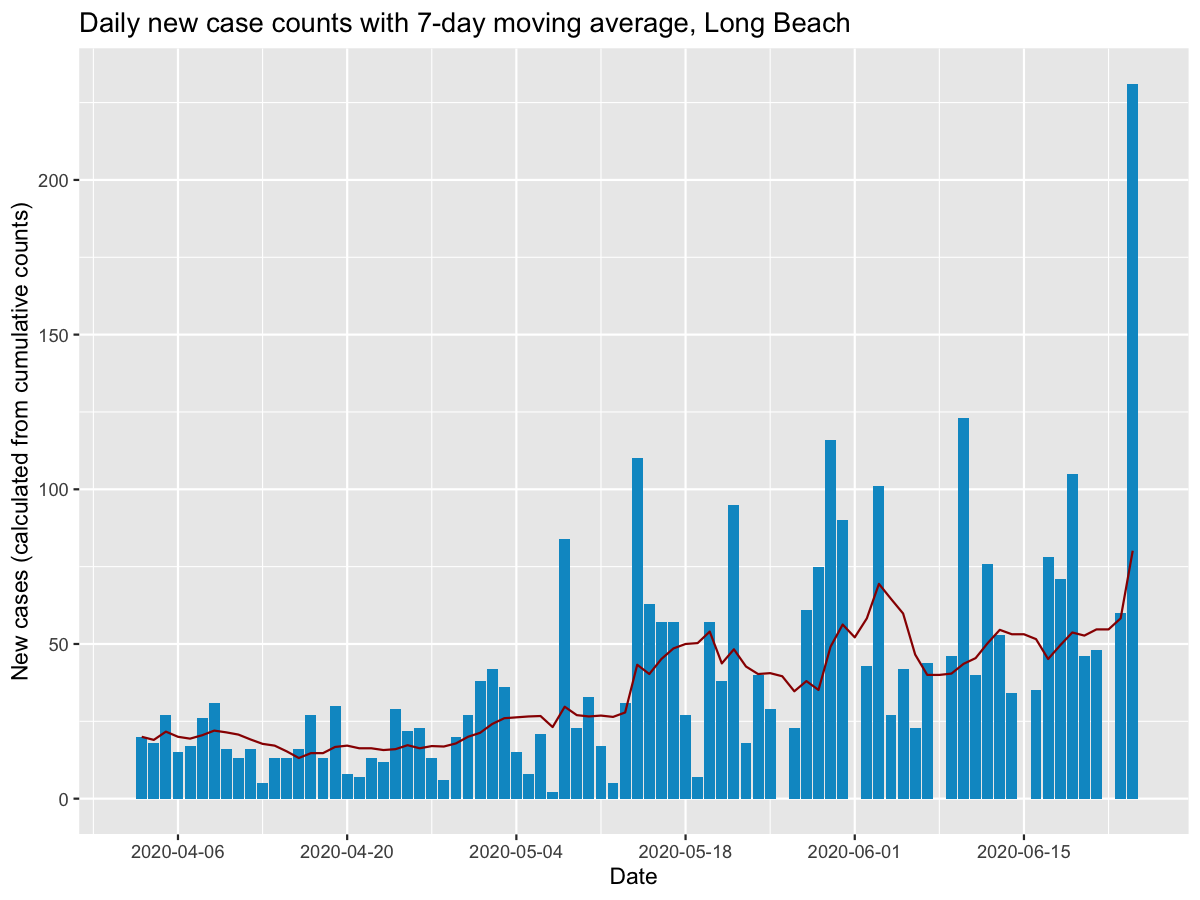 Daily new case counts with 7-day moving average, Long Beach
New cases (calculated from cumulative counts)
200
150
100
50
0
2020-04-06 2020-04-20 2020-05-04 2020-05-18 2020-06-01 2020-06-15
Date